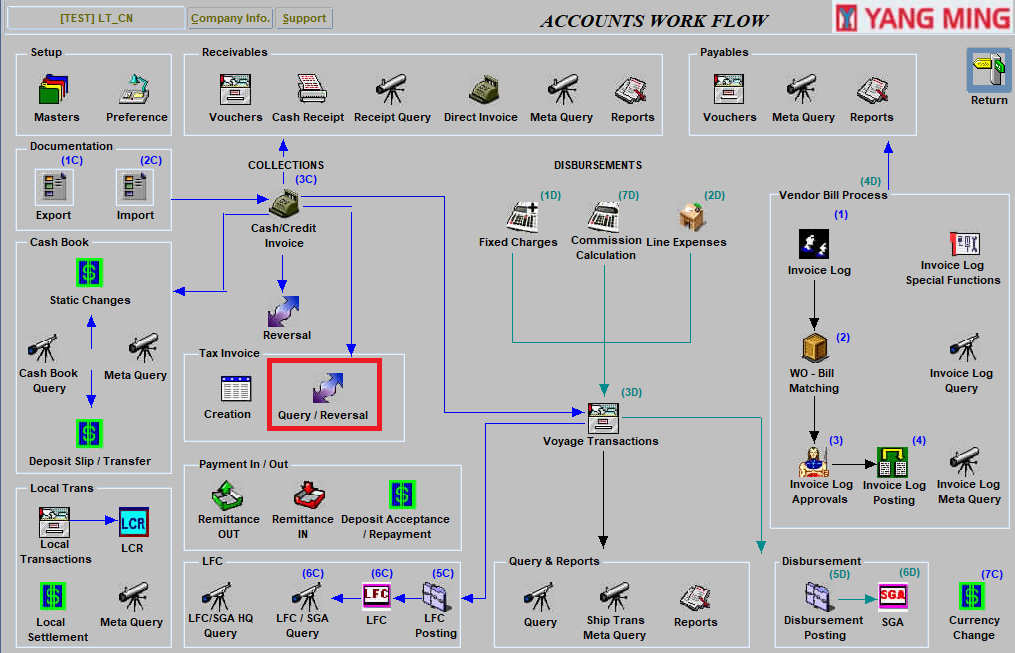 [TEST] LT_CN
Company Info.
Support
ACCOUNTS WORK FLOW
YANG MING
Setup
Masters
Preference
Receivables
Vouchers
Cash Receipt
Receipt Query
Direct Invoice
Meta Query
Reports
Payables
Vouchers
Meta Query
Reports
Return
Documentation
(1C)
(2C)
Export
Import
COLLECTIONS
(3C)
Cash/Credit
Invoice
Reversal
DISBURSEMENTS
(1D)
(7D)
(2D)
Fixed Charges
Commission
Calculation
Line Expenses
(4D)
Vendor Bill Process
(1)
Invoice Log
Invoice Log
Special Functions
(2)
WO - Bill
Matching
Invoice Log
Query
(3)
(4)
Invoice Log
Approvals
Invoice Log
Posting
Invoice Log
Meta Query
Cash Book
$
Static Changes
Cash Book
Query
Meta Query
$
Deposit Slip / Transfer
Tax Invoice
Creation
Query / Reversal
(3D)
Voyage Transactions
Payment In / Out
$
Remittance
OUT
Remittance
IN
Deposit Acceptance
/ Repayment
Local Trans
LCR
Local
Transactions
LCR
$
Local
Settlement
Meta Query
LFC
(6C)
(6C)
(5C)
LFC
LFC/SGA HQ
Query
LFC / SGA
Query
LFC
LFC
Posting
Query & Reports
Query
Ship Trans
Meta Query
Reports
Disbursement
(5D)
(6D)
SGA
Disbursement
Posting
SGA
(7C)
$
Currency
Change